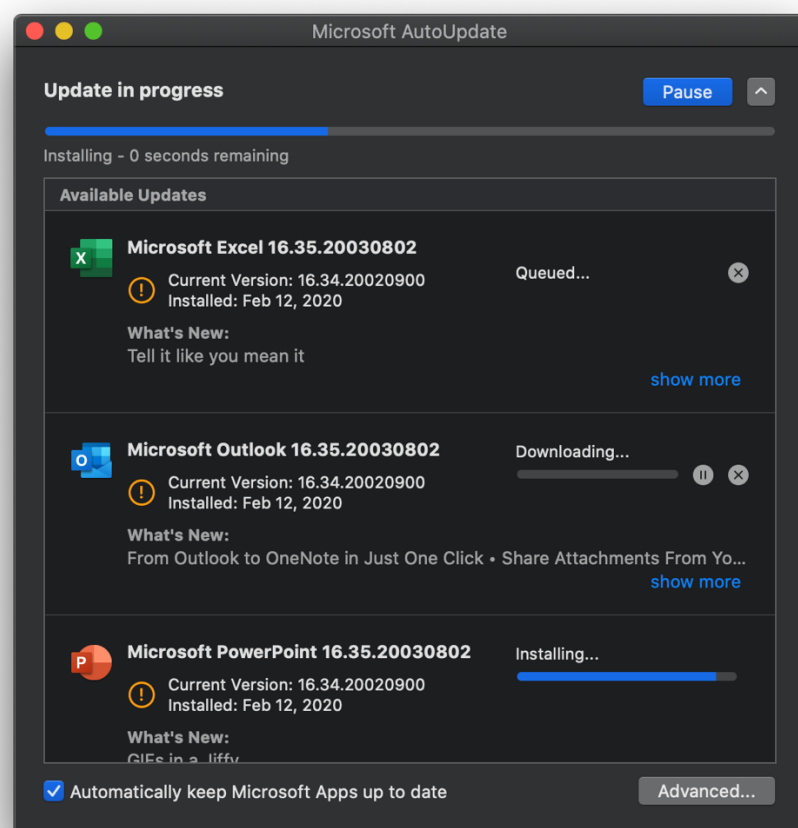 Microsoft AutoUpdate
Update in progress
Pause
Installing - 0 seconds remaining
Available Updates
X
Microsoft Excel 16.35.20030802
Current Version: 16.34.20020900
Installed: Feb 12, 2020
Queued...
What's New:
Tell it like you mean it
show more
O
Microsoft Outlook 16.35.20030802
Downloading...
Current Version: 16.34.20020900
Installed: Feb 12, 2020
What's New:
From Outlook to OneNote in Just One Click • Share Attachments From Yo...
show more
P
Microsoft PowerPoint 16.35.20030802
Installing...
Current Version: 16.34.20020900
Installed: Feb 12, 2020
What's New:
GIFs in a Jiffy
Automatically keep Microsoft Apps up to date
Advanced...